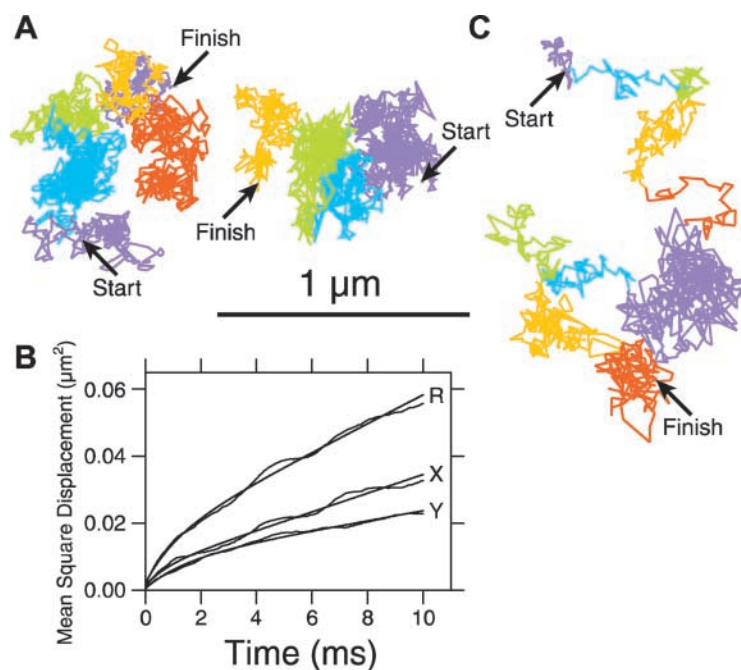 A
Finish
Start
Start
Finish
1 μm
B
Mean Square Displacement (μm²)
0.06
0.04
0.02
0.00
R
X
Y
0
2
4
6
8
10
Time (ms)
C
Start
Finish